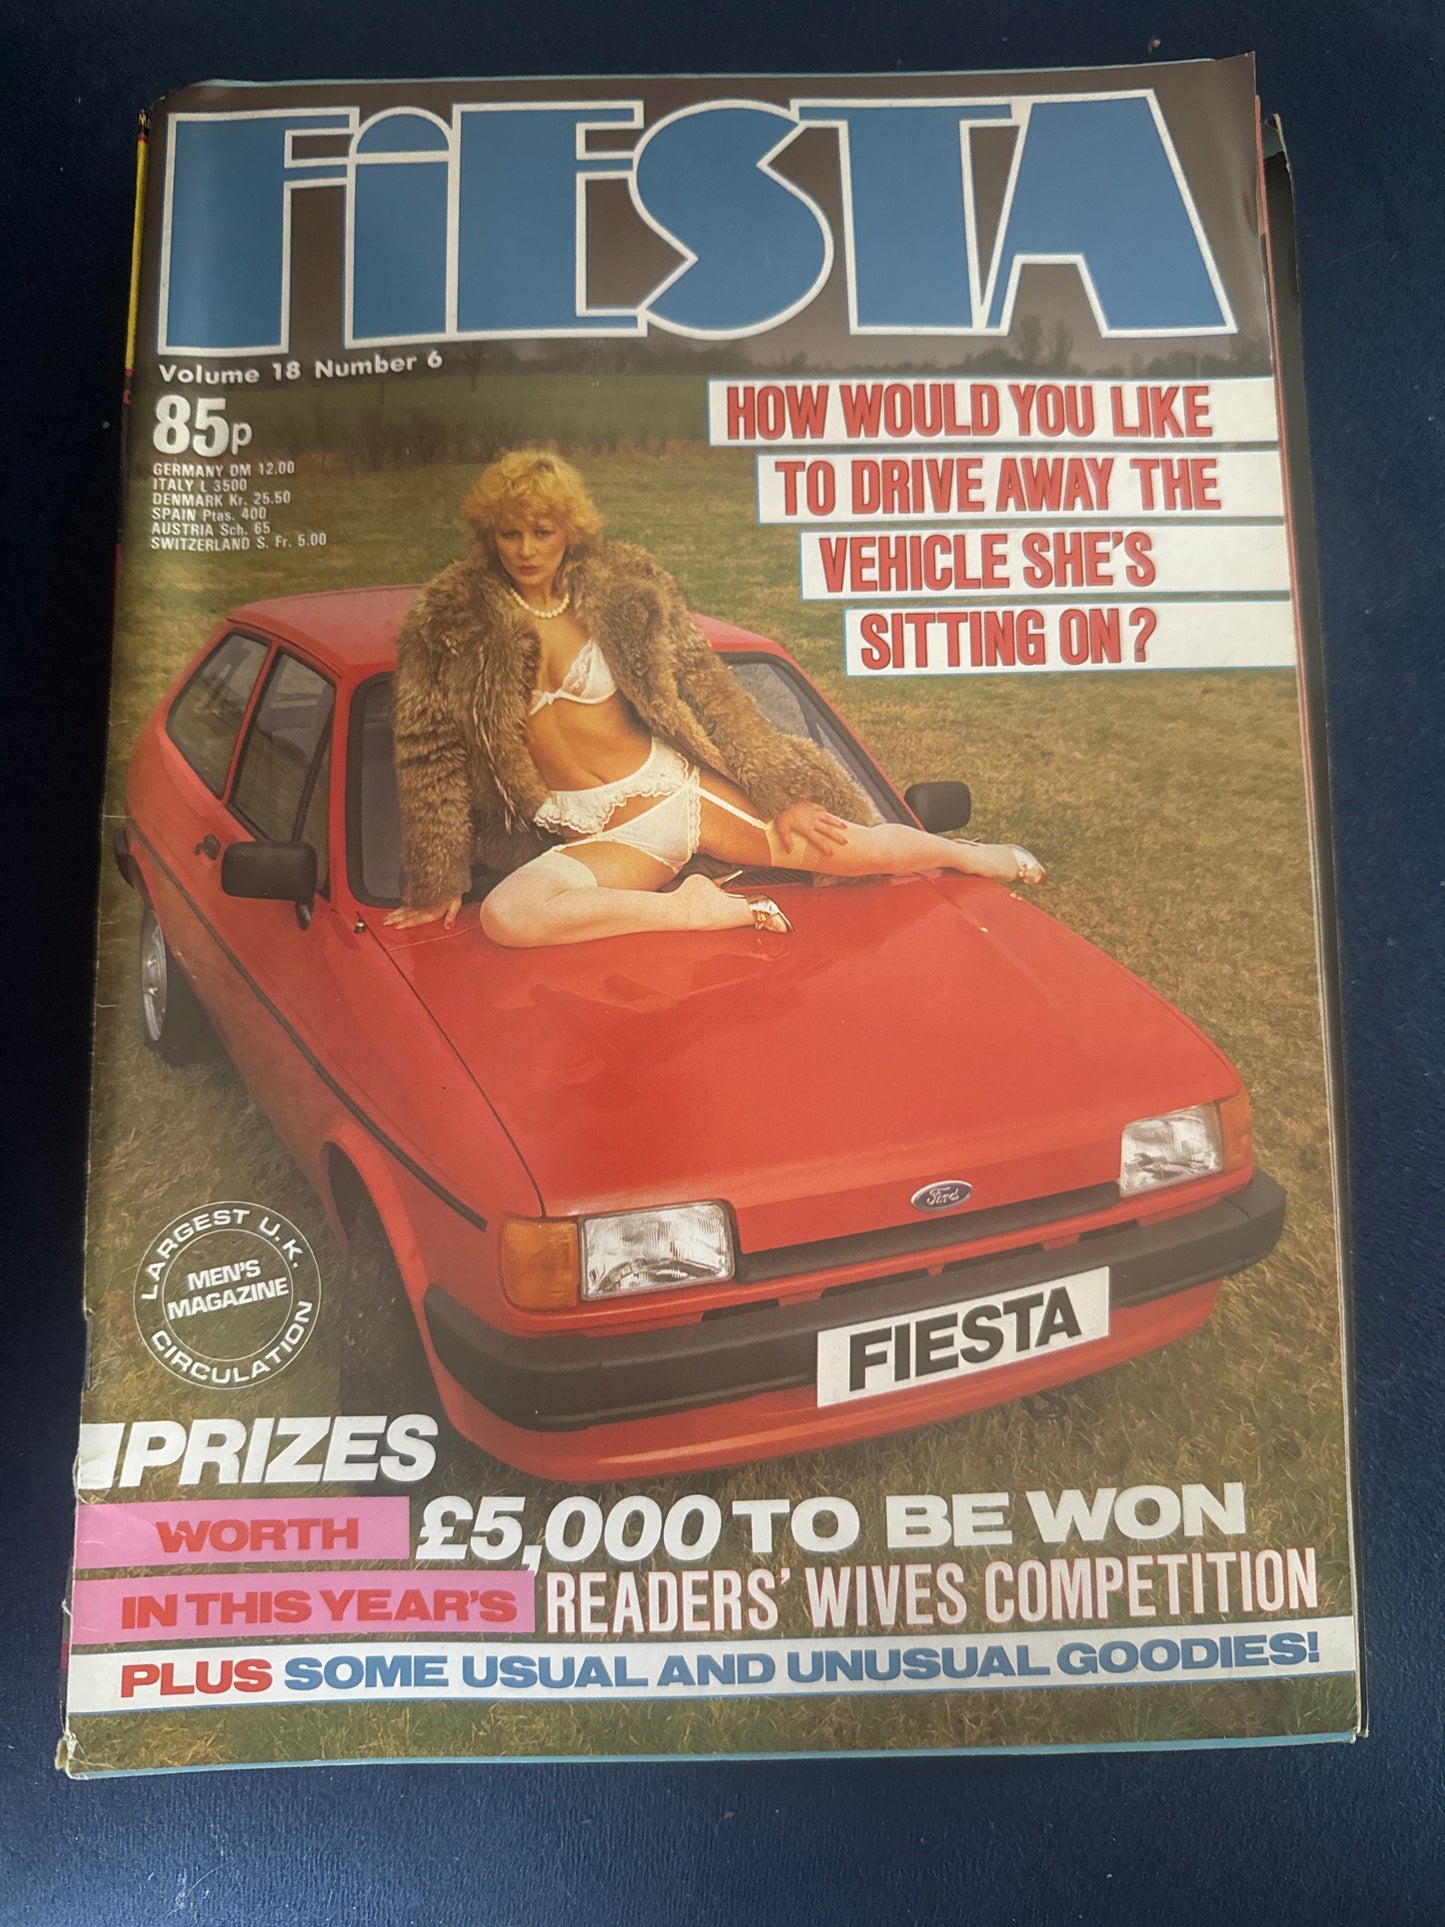 FiESTA
Volume 18 Number 6
85p
GERMANY DM 12.00
ITALY L 3500
DENMARK Kr. 25.50
SPAIN Ptas. 400
AUSTRIA Sch. 65
SWITZERLAND S. Fr. 5.00
HOW WOULD YOU LIKE
TO DRIVE AWAY THE
VEHICLE SHE'S
SITTING ON?
Ford
FIESTA
LARGEST U.K.
MEN'S
MAGAZINE
CIRCULATION
PRIZES
WORTH £5,000 TO BE WON
IN THIS YEAR'S READERS' WIVES COMPETITION
PLUS SOME USUAL AND UNUSUAL GOODIES!